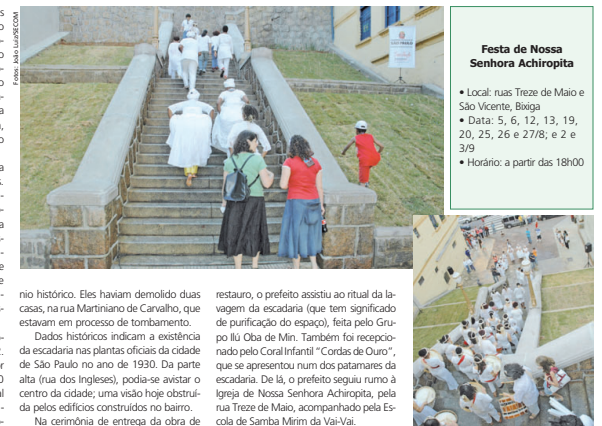 Fotos: João Luiz/SECOM
Festa de Nossa
Senhora Achiropita
• Local: ruas Treze de Maio e
São Vicente, Bixiga
• Data: 5, 6, 12, 13, 19,
20, 25, 26 e 27/8; e 2 e
3/9
• Horário: a partir das 18h00
nio histórico. Eles haviam demolido duas
casas, na rua Martiniano de Carvalho, que
estavam em processo de tombamento.
Dados históricos indicam a existência
da escadaria nas plantas oficiais da cidade
de São Paulo no ano de 1930. Da parte
alta (rua dos Ingleses), podia-se avistar o
centro da cidade; uma visão hoje obstruí-
da pelos edifícios construídos no bairro.
Na cerimônia de entrega da obra de
restauro, o prefeito assistiu ao ritual da la-
vagem da escadaria (que tem significado
de purificação do espaço), feita pelo Gru-
po Ilú Oba de Min. Também foi recepcio-
nado pelo Coral Infantil "Cordas de Ouro",
que se apresentou num dos patamares da
escadaria. De lá, o prefeito seguiu rumo à
Igreja de Nossa Senhora Achiropita, pela
rua Treze de Maio, acompanhado pela Es-
cola de Samba Mirim da Vai-Vai.